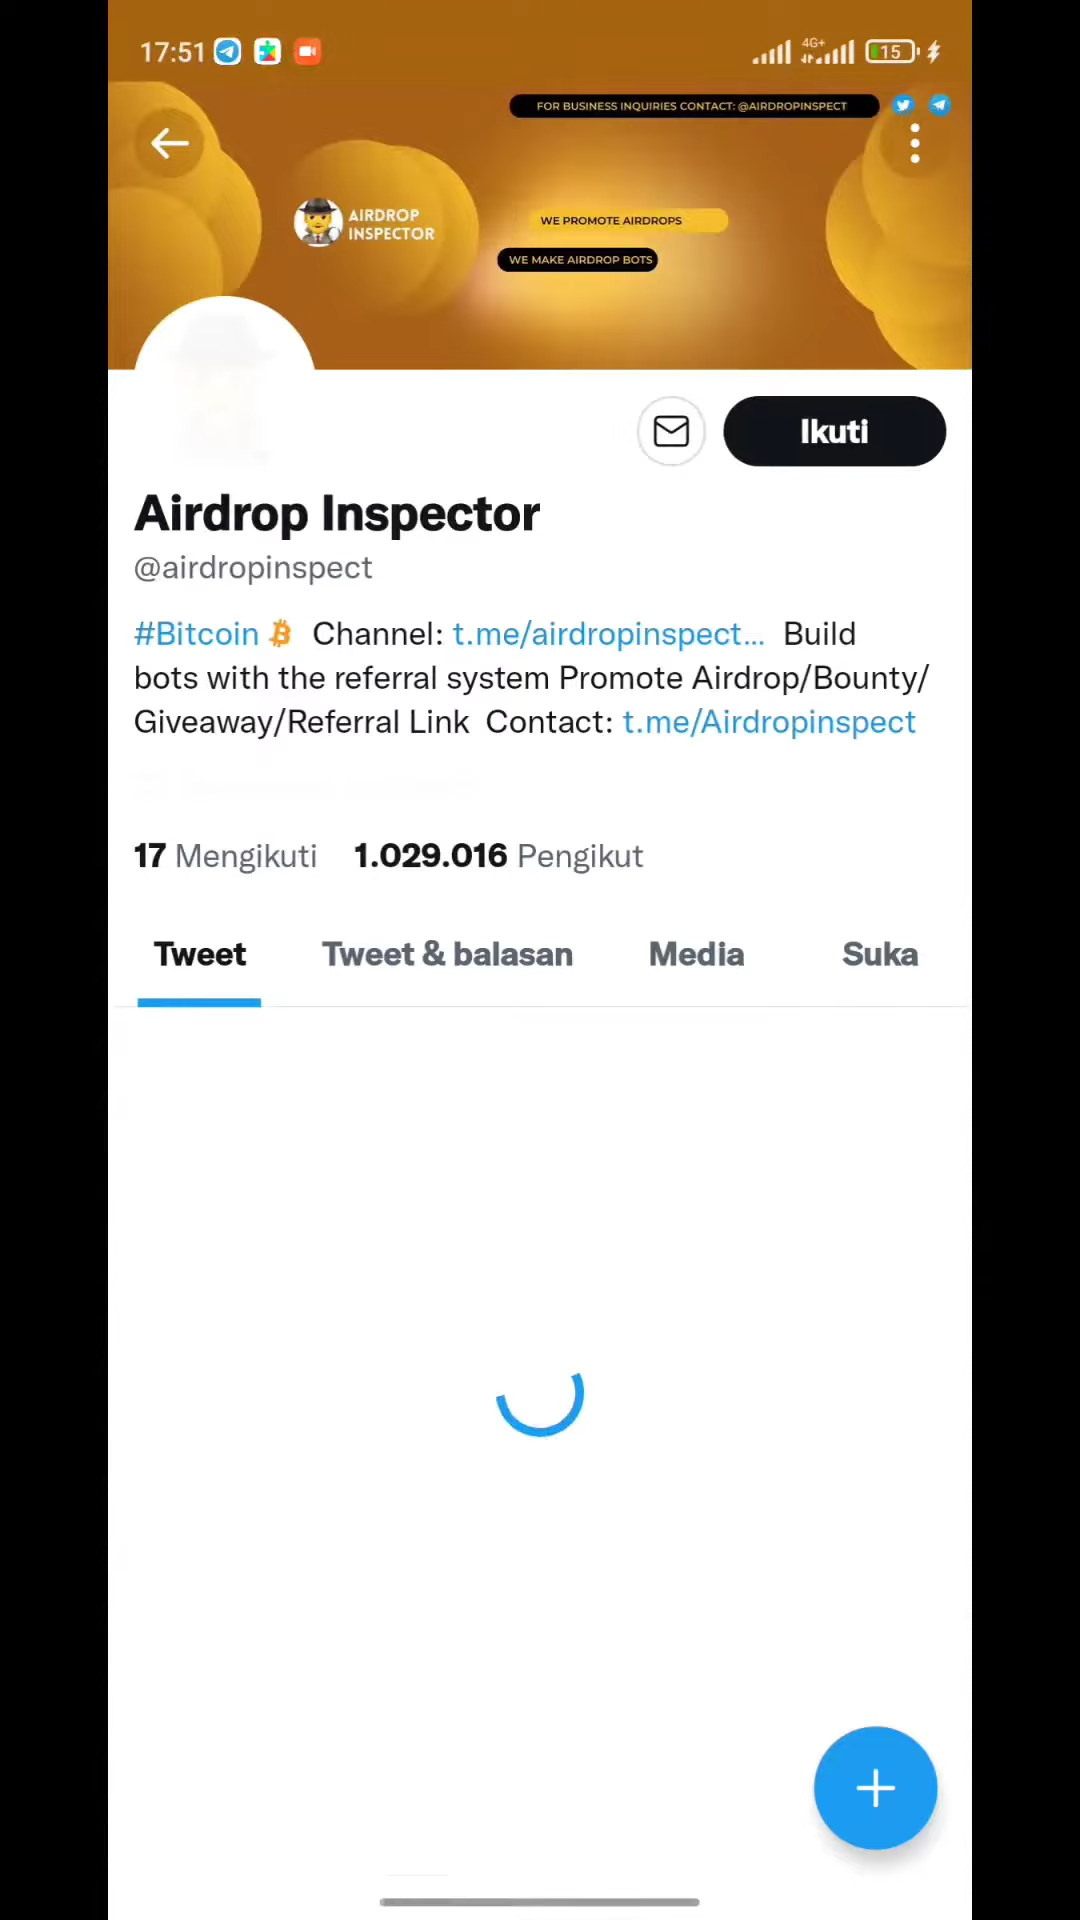 17:51
4G+
15
FOR BUSINESS INQUIRIES CONTACT: @AIRDROPINSPECT
AIRDROP
INSPECTOR
WE PROMOTE AIRDROPS
WE MAKE AIRDROP BOTS
Ikuti
Airdrop Inspector
@airdropinspect
#Bitcoin Channel: t.me/airdropinspect... Build
bots with the referral system Promote Airdrop/Bounty/
Giveaway/Referral Link Contact: t.me/Airdropinspect
17 Mengikuti 1.029.016 Pengikut
Tweet Tweet & balasan Media Suka